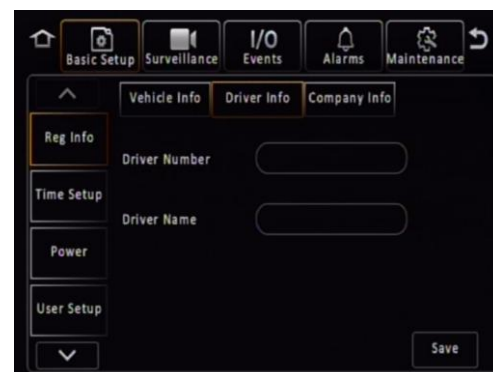 Basic Setup
Surveillance
I/O
Events
Alarms
Maintenance
Vehicle Info
Driver Info
Company Info
Reg Info
Time Setup
Power
User Setup
Driver Number
Driver Name
Save